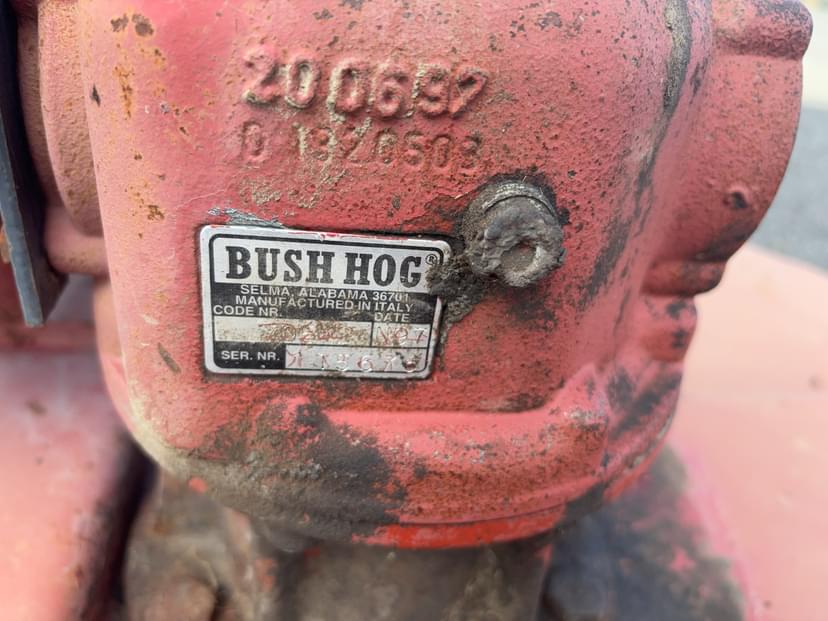 200697
BUSH HOG®
SELMA, ALABAMA 36701
MANUFACTURED IN ITALY
CODE NR. DATE
SER. NR.